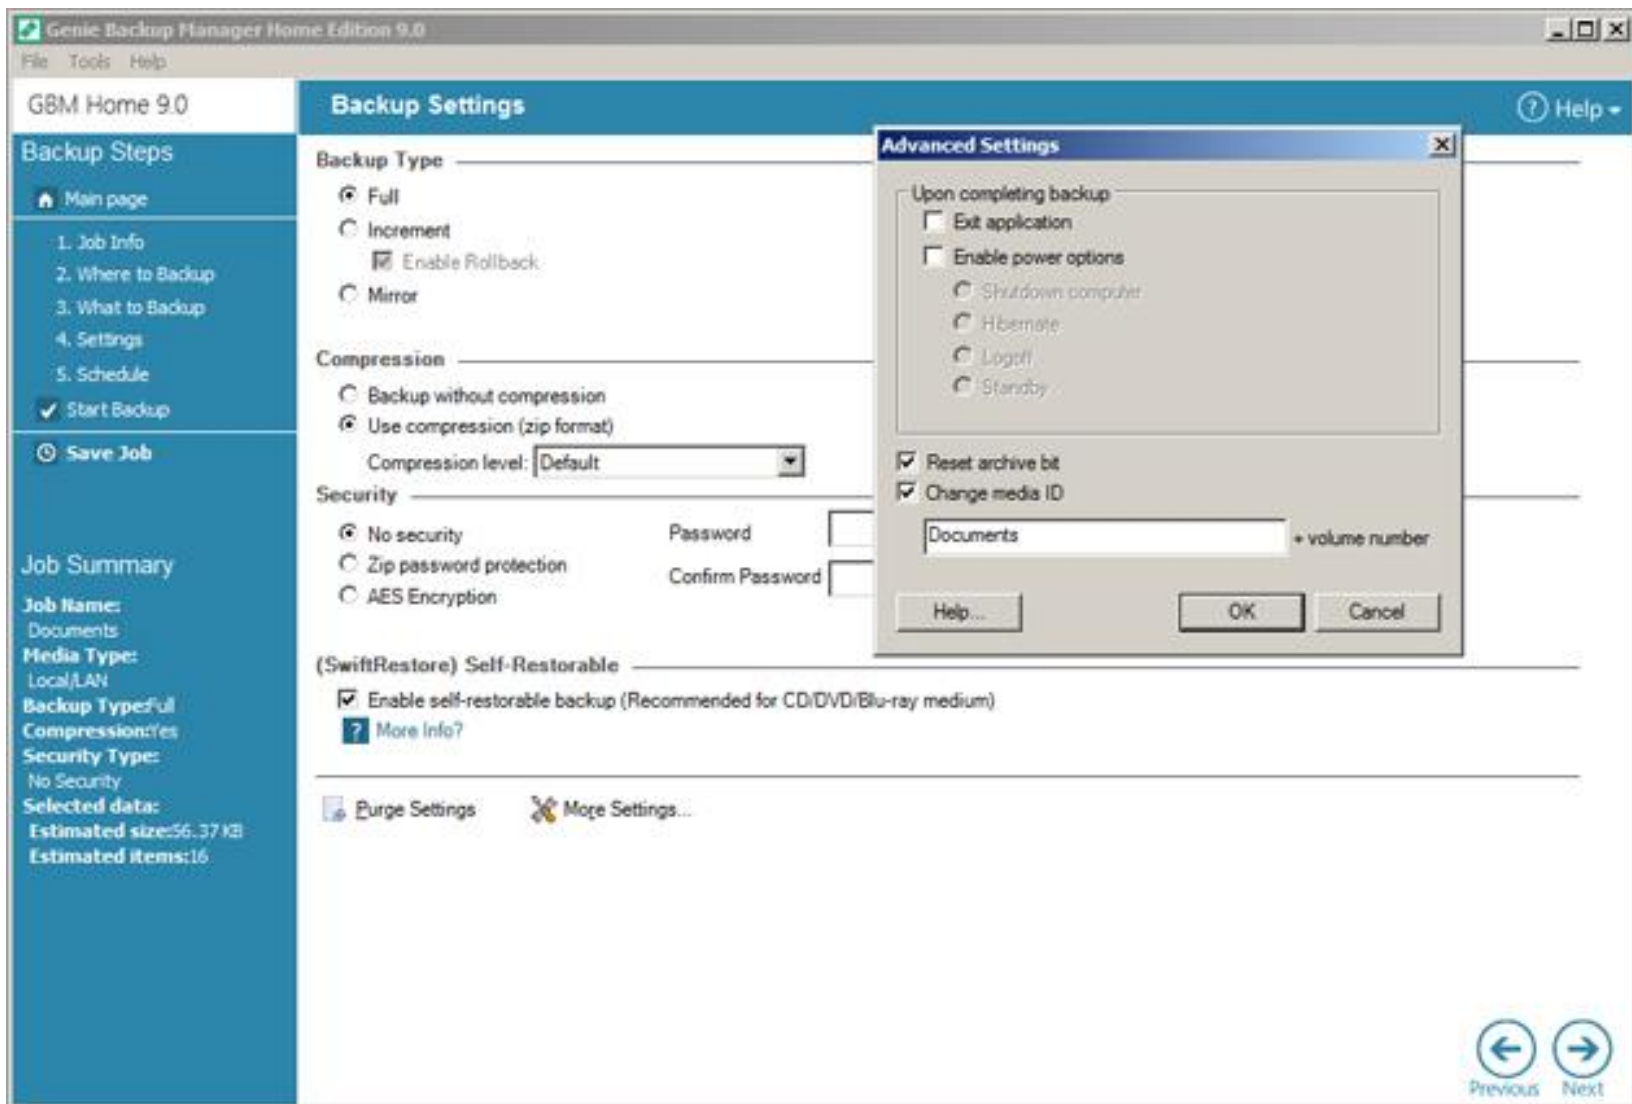 Genie Backup Manager Home Edition 9.0
File Tools Help
GBM Home 9.0
Backup Settings
Help
Backup Steps
Main page
1. Job Info
2. Where to Backup
3. What to Backup
4. Settings
5. Schedule
Start Backup
Save Job
Job Summary
Job Name:
Documents
Media Type:
Local/LAN
Backup Type:Full
Compression:Yes
Security Type:
No Security
Selected data:
Estimated size:56.37 KB
Estimated items:16
Backup Type
Full
Increment
Enable Rollback
Mirror
Compression
Backup without compression
Use compression (zip format)
Compression level: Default
Security
No security
Zip password protection
AES Encryption
Password
Confirm Password
(SwiftRestore) Self-Restorable
Enable self-restorable backup (Recommended for CD/DVD/Blu-ray medium)
? More Info?
Purge Settings
More Settings...
Advanced Settings
Upon completing backup
Exit application
Enable power options
Shutdown computer
Hibernate
Logoff
Standby
Reset archive bit
Change media ID
Documents + volume number
Help... OK Cancel
Previous Next